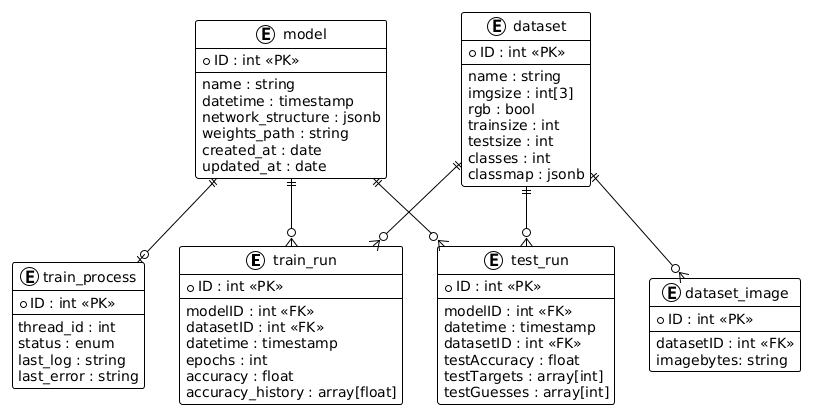 E model
ID : int «PK»
name : string
datetime : timestamp
network_structure : jsonb
weights_path : string
created_at : date
updated_at : date
E dataset
ID : int «PK»
name : string
imgsize : int[3]
rgb : bool
trainsize : int
testsize : int
classes : int
classmap : jsonb
E train_process
ID : int «PK»
thread_id : int
status : enum
last_log : string
last_error : string
E train_run
ID : int «PK»
modelID : int «FK»
datasetID : int «FK»
datetime : timestamp
epochs : int
accuracy : float
accuracy_history : array[float]
E test_run
ID : int «PK»
modelID : int «FK»
datetime : timestamp
datasetID : int «FK»
testAccuracy : float
testTargets : array[int]
testGuesses : array[int]
E dataset_image
ID : int «PK»
datasetID : int «FK»
imagebytes: string